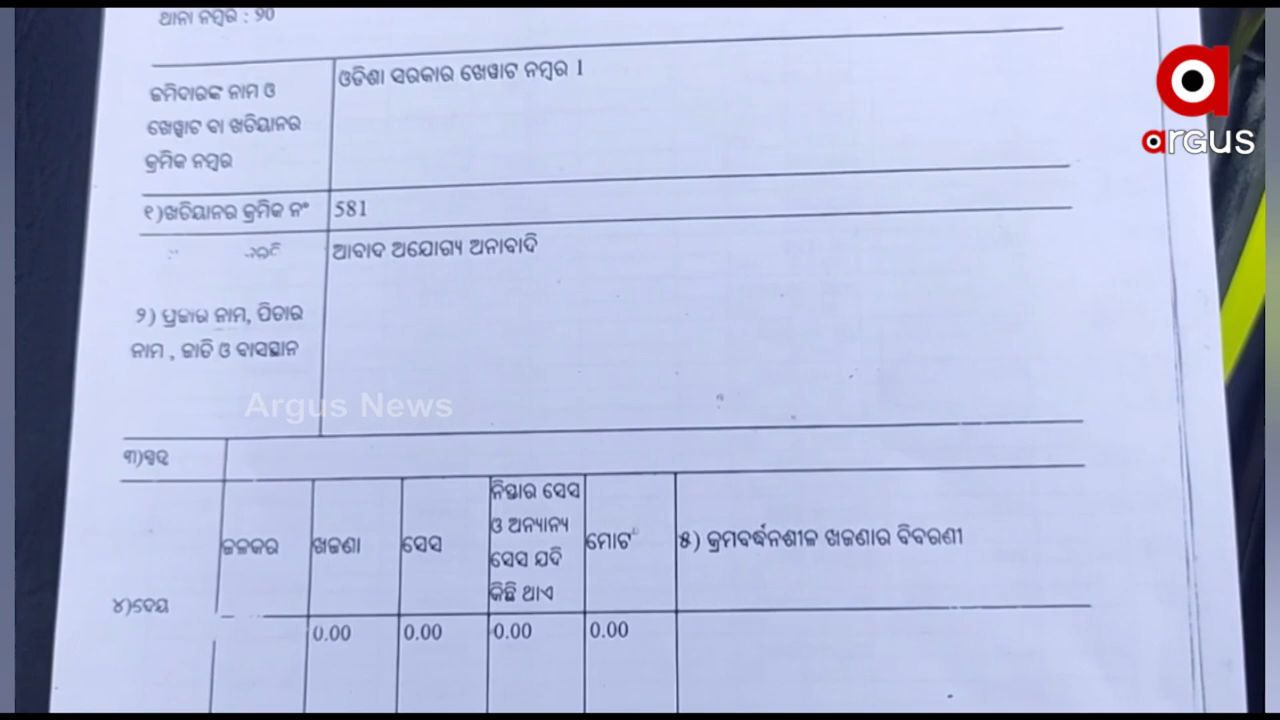 ଥାନା ନମ୍ବର : ୨୦
ଜମିଦାରଙ୍କ ନାମ ଓ
ଖେୱାଟ ବା ଖତିୟାନର
କ୍ରମିକ ନମ୍ବର
ଓଡିଶା ସରକାର ଖେୱାଟ ନମ୍ବର 1
argus
୧)ଖତିୟାନର କ୍ରମିକ ନଂ
581
ଆବାଦ ଅଯୋଗ୍ୟ ଅନାବାଦି
୨) ପ୍ରଜାର ନାମ, ପିତାର
ନାମ , ଜାତି ଓ ବାସସ୍ଥାନ
Argus News
୩)ସ୍ୱତ୍ୱ
୪)ଦେୟ
ଜଳକର
ଖଜଣା
ସେସ
ନିସ୍ତାର ସେସ
ଓ ଅନ୍ୟାନ୍ୟ
ସେସ ଯଦି
କିଛି ଥାଏ
ମୋଟ
୫) କ୍ରମବର୍ଦ୍ଧନଶୀଳ ଖଜଣାର ବିବରଣୀ
0.00
0.00
0.00
0.00